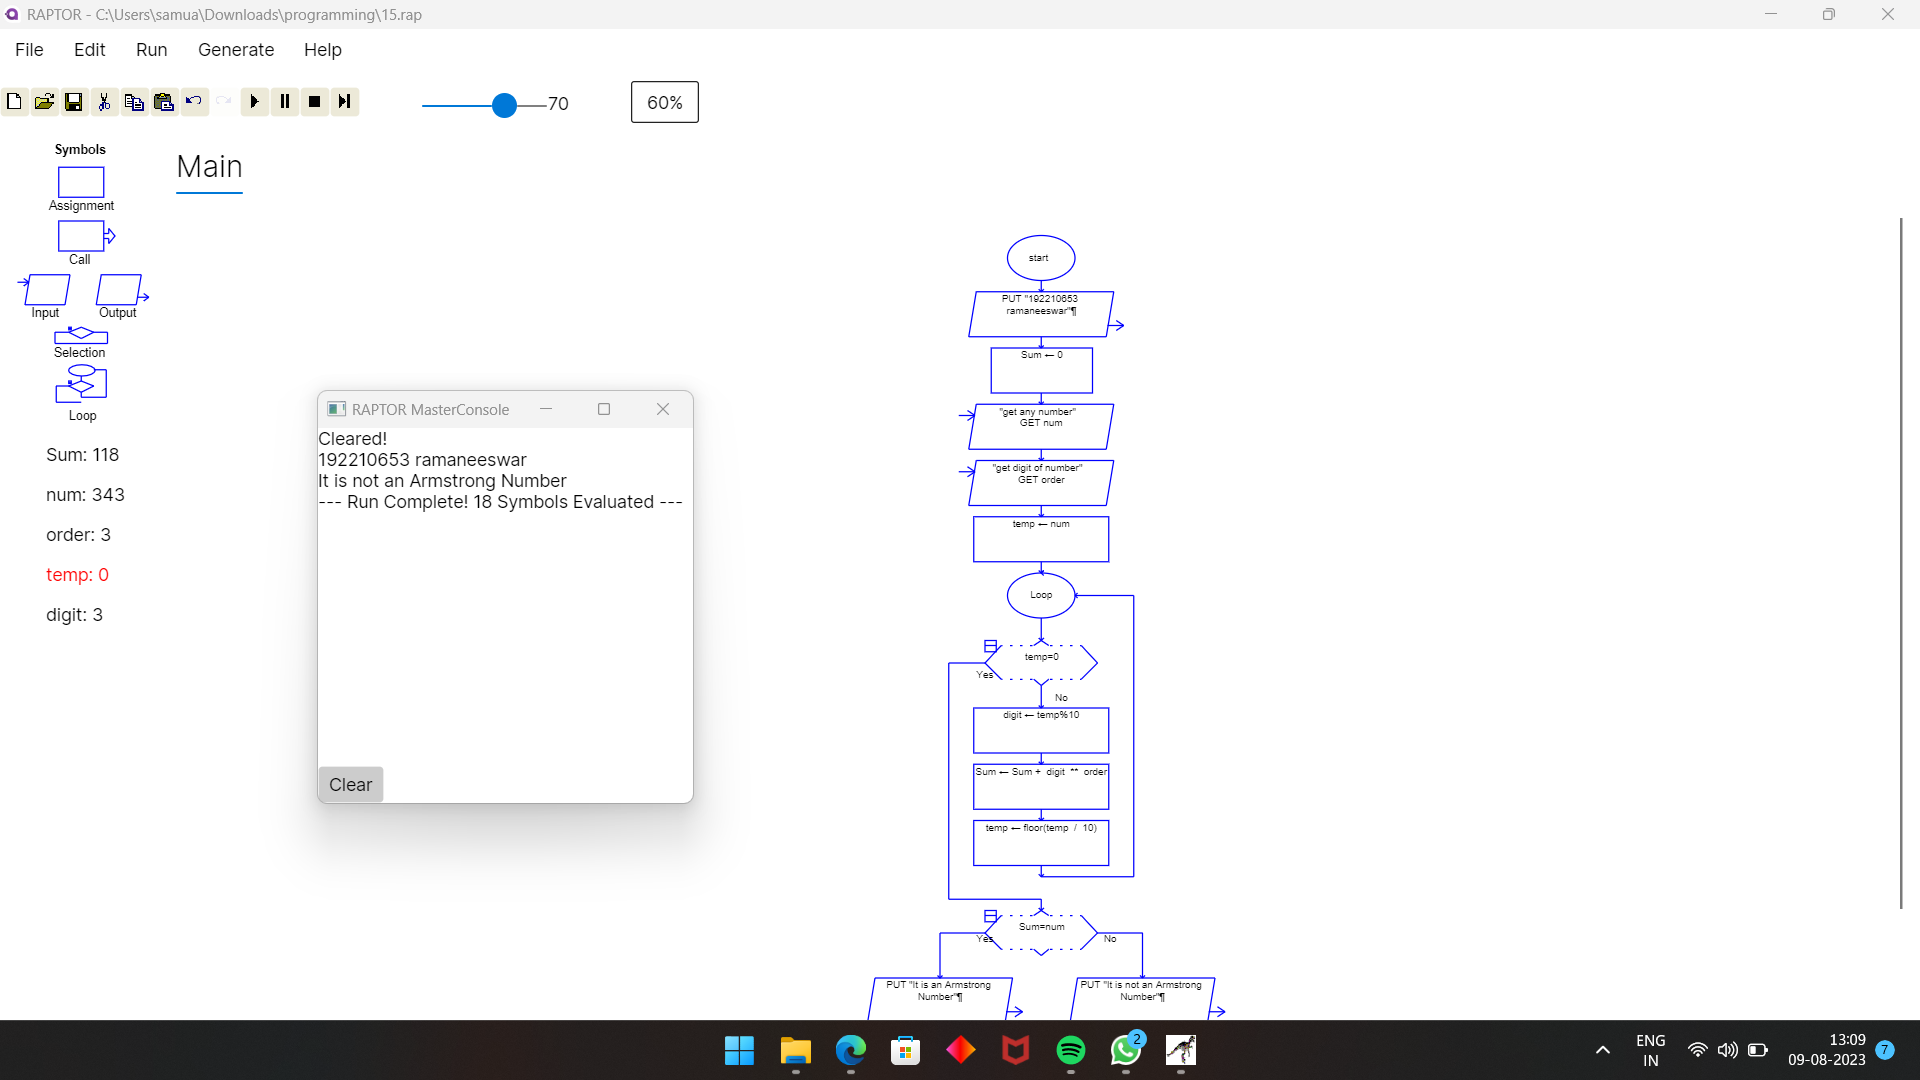 RAPTOR - C:\Users\samua\Downloads\programming\15.rap
File Edit Run Generate Help
70
60%
Symbols
Assignment
Call
Input Output
Selection
Loop
Sum: 118
num: 343
order: 3
temp: 0
digit: 3
Main
RAPTOR MasterConsole
Cleared!
192210653 ramaneeswar
It is not an Armstrong Number
--- Run Complete! 18 Symbols Evaluated ---
Clear
start
PUT "192210653
ramaneeswar"¶
Sum ← 0
"get any number"
GET num
"get digit of number"
GET order
temp ← num
Loop
temp=0
Yes
No
digit ← temp%10
Sum ← Sum + digit ** order
temp ← floor(temp / 10)
Sum=num
Yes No
PUT "It is an Armstrong
Number"¶
PUT "It is not an Armstrong
Number"¶
2
ENG
IN
13:09
09-08-2023
7